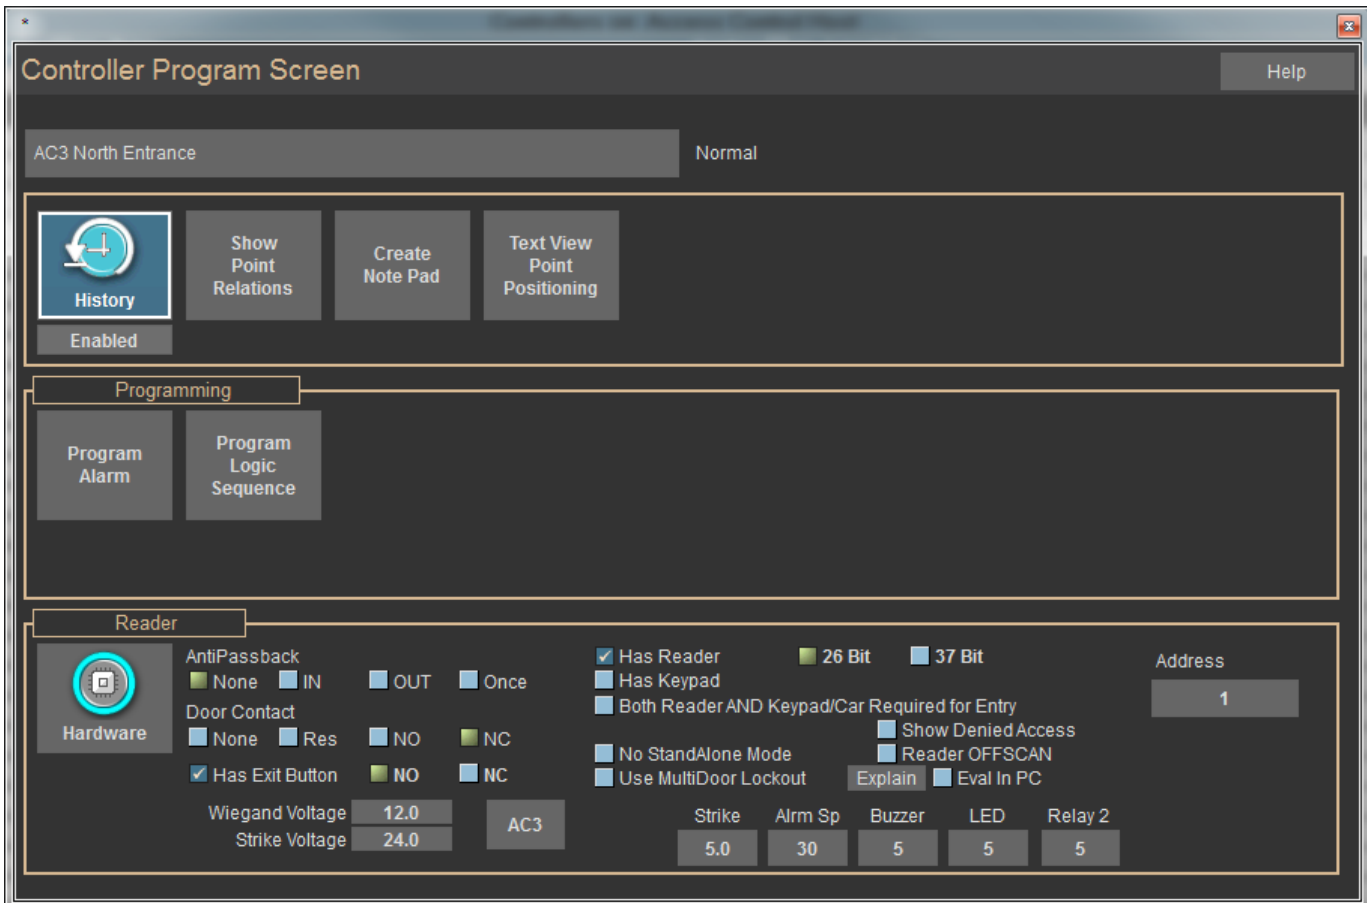 *
Controller Program Screen
Help
AC3 North Entrance
Normal
History
Enabled
Show
Point
Relations
Create
Note Pad
Text View
Point
Positioning
Programming
Program
Alarm
Program
Logic
Sequence
Reader
Hardware
AntiPassback
None IN OUT Once
Door Contact
None Res NO NC
Has Exit Button NO NC
Wiegand Voltage 12.0
Strike Voltage 24.0
AC3
Has Reader 26 Bit 37 Bit
Has Keypad
Both Reader AND Keypad/Car Required for Entry
Show Denied Access
No StandAlone Mode Reader OFFSCAN
Use MultiDoor Lockout Explain Eval In PC
Strike Alrm Sp Buzzer LED Relay 2
5.0 30 5 5 5
Address
1